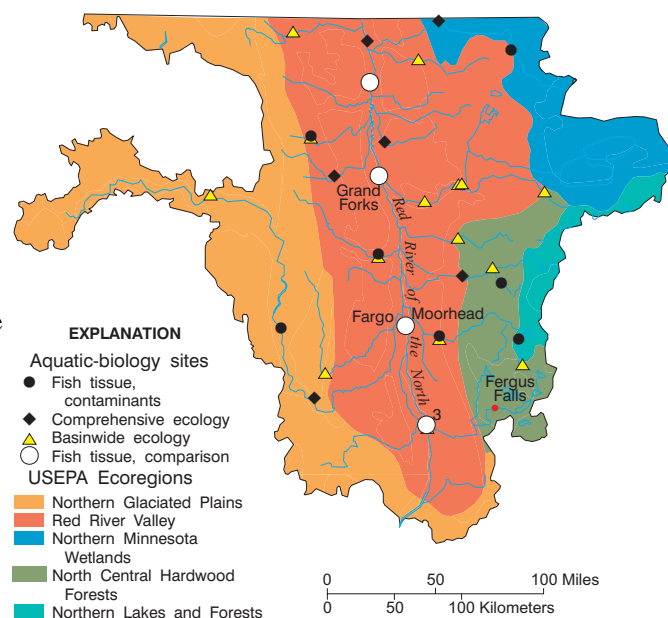 Grand
Forks
Red
River of
the North
Fargo
Moorhead
Fergus
Falls
3
e
EXPLANATION
Aquatic-biology sites
Fish tissue,
contaminants
Comprehensive ecology
Basinwide ecology
Fish tissue, comparison
USEPA Ecoregions
Northern Glaciated Plains
Red River Valley
Northern Minnesota
Wetlands
North Central Hardwood
Forests
Northern Lakes and Forests
0 50 100 Miles
0 50 100 Kilometers